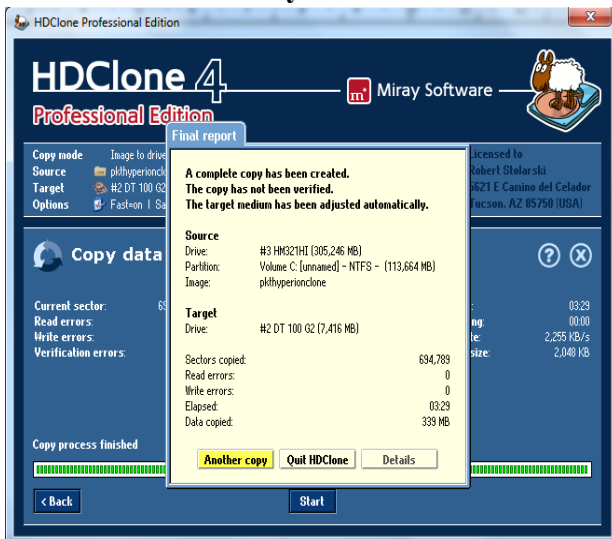 HDClone Professional Edition
HDClone 4
Professional Edition
m Miray Software
Copy mode Image to drive
Source pkthyperionclo
Target #2 DT 100 G2
Options Fast=on | Sa
Licensed to
Robert Stolarski
6621 E Camino del Celador
Tucson, AZ 85750 (USA)
Final report
A complete copy has been created.
The copy has not been verified.
The target medium has been adjusted automatically.
Source
Drive: #3 HM321HI (305,246 MB)
Partition: Volume C: [unnamed] - NTFS - (113,664 MB)
Image: pkthyperionclone
Target
Drive: #2 DT 100 G2 (7,416 MB)
Sectors copied: 694,789
Read errors: 0
Write errors: 0
Elapsed: 03:29
Data copied: 339 MB
Another copy Quit HDClone Details
Copy data
? X
Current sector: 69
Read errors:
Write errors:
Verification errors:
: 03:29
ng: 00:00
te: 2,255 KB/s
size: 2,048 KB
Copy process finished
< Back Start